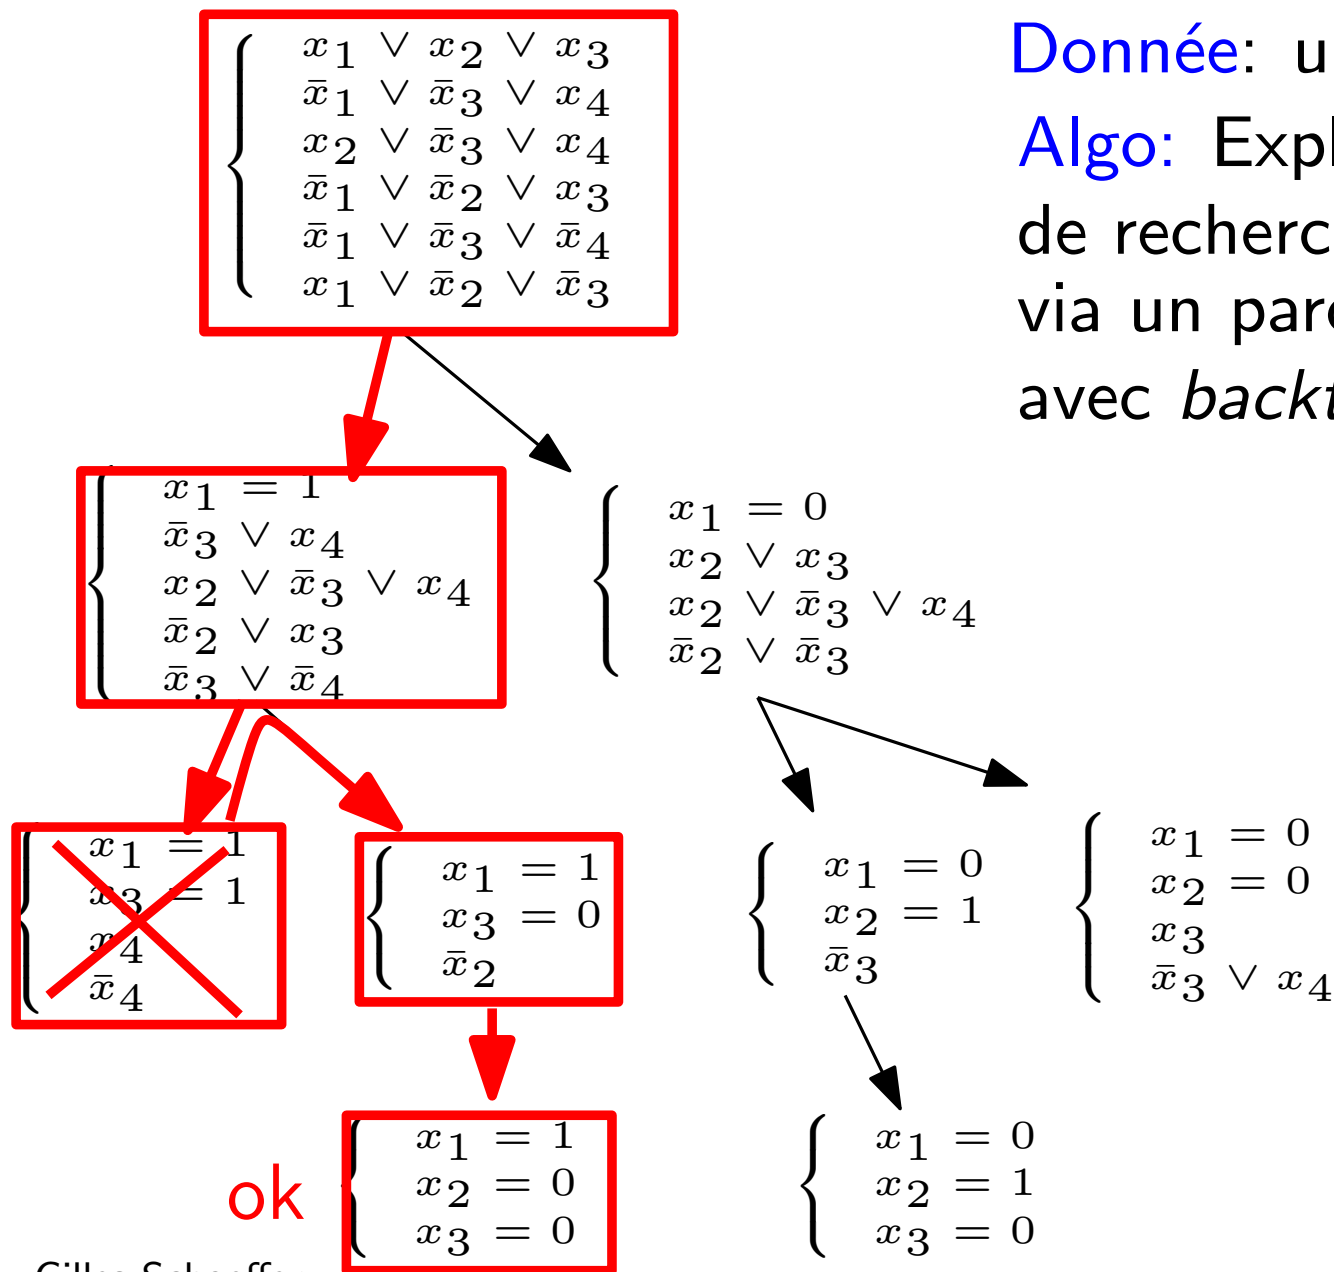 x₁ ∨ x₂ ∨ x₃
x̄₁ ∨ x̄₃ ∨ x₄
x₂ ∨ x̄₃ ∨ x₄
x̄₁ ∨ x̄₂ ∨ x₃
x̄₁ ∨ x̄₃ ∨ x̄₄
x₁ ∨ x̄₂ ∨ x̄₃
Donnée: u
Algo: Expl
de recherc
via un parc
avec backt
x₁ = 1
x̄₃ ∨ x₄
x₂ ∨ x̄₃ ∨ x₄
x̄₂ ∨ x₃
x̄₃ ∨ x̄₄
x₁ = 0
x₂ ∨ x₃
x₂ ∨ x̄₃ ∨ x₄
x̄₂ ∨ x̄₃
x₁ = 1
x₃ = 1
x₄
x̄₄
x₁ = 1
x₃ = 0
x̄₂
x₁ = 0
x₂ = 1
x̄₃
x₁ = 0
x₂ = 0
x₃
x̄₃ ∨ x₄
ok
x₁ = 1
x₂ = 0
x₃ = 0
x₁ = 0
x₂ = 1
x₃ = 0
Gilles